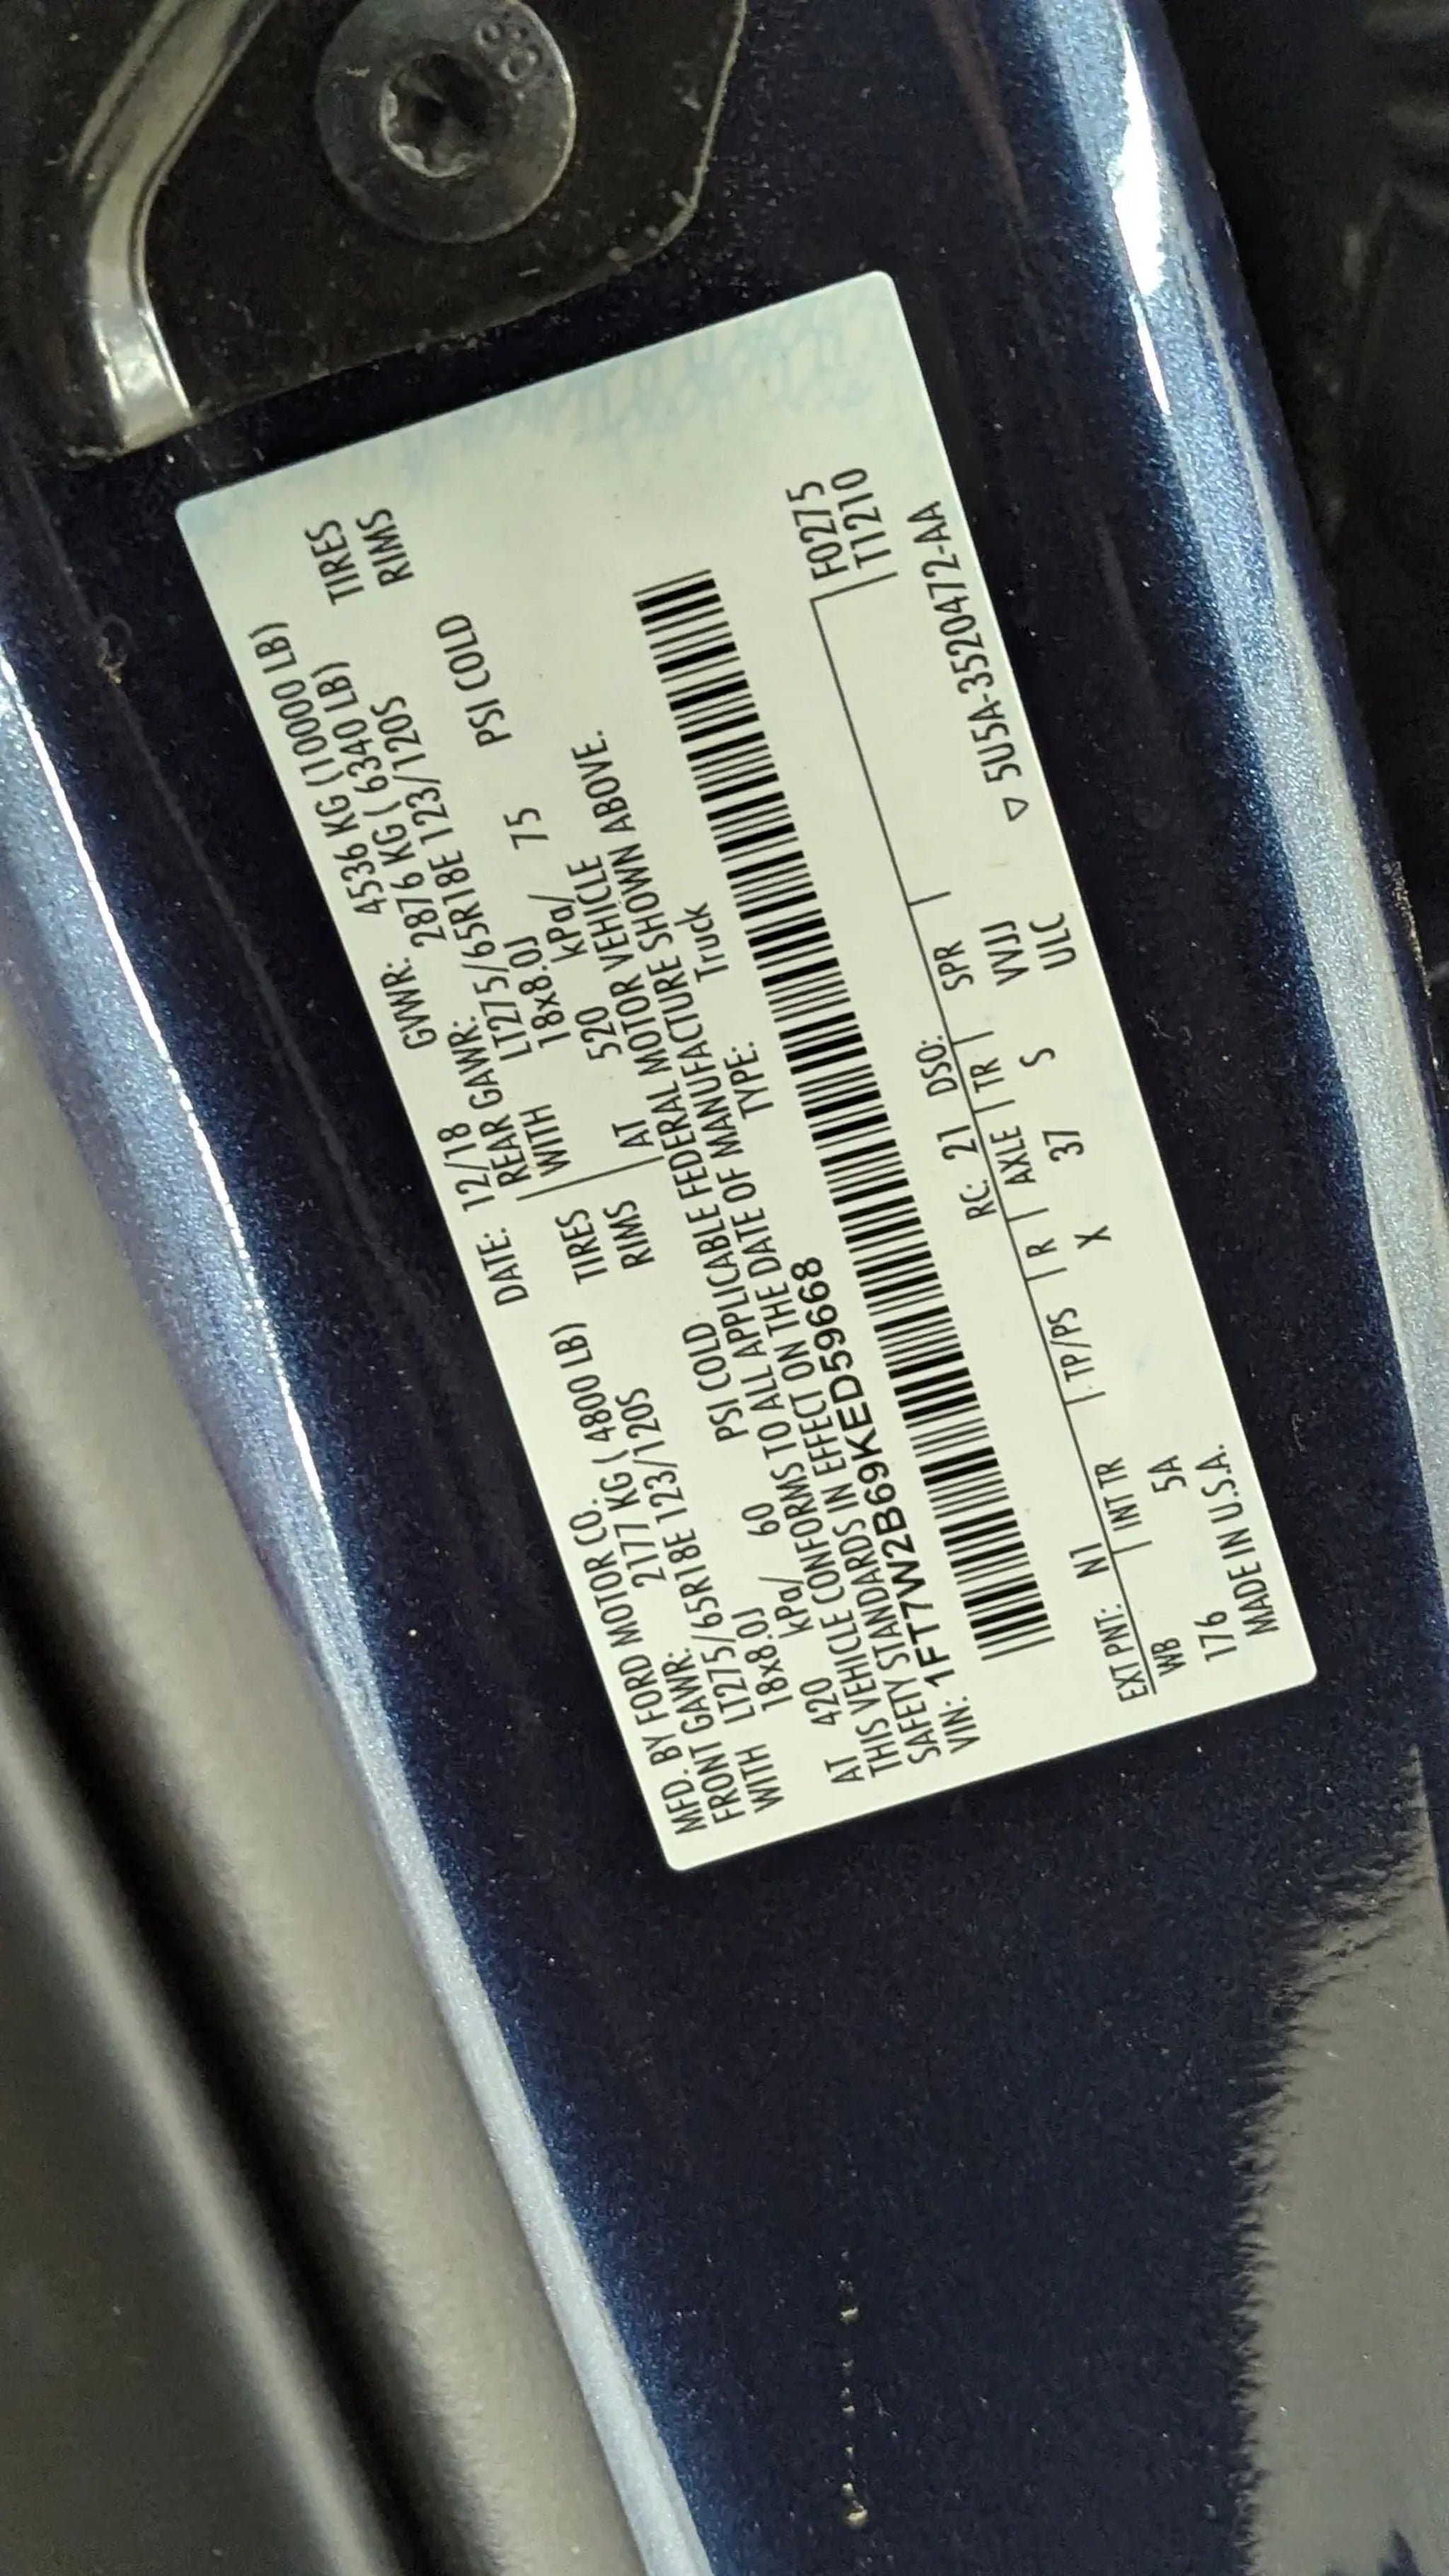 108
MFD. BY FORD MOTOR CO. DATE: 12/18 GVWR: 4536 KG (10000 LB)
FRONT GAWR: 2177 KG ( 4800 LB) REAR GAWR: 2876 KG ( 6340 LB)
WITH LT275/65R18E 123/120S TIRES WITH LT275/65R18E 123/120S TIRES
18x8.0J RIMS 18x8.0J RIMS
AT 420 kPa/ 60 PSI COLD AT 520 kPa/ 75 PSI COLD
THIS VEHICLE CONFORMS TO ALL APPLICABLE FEDERAL MOTOR VEHICLE
SAFETY STANDARDS IN EFFECT ON THE DATE OF MANUFACTURE SHOWN ABOVE.
VIN: 1FT7W2B69KED59668 TYPE: Truck
F0275
T1210
EXT PNT: N1 RC: 21 DSO:
WB INT TR TP/PS R AXLE TR SPR
176 5A X 37 S VVJJ
MADE IN U.S.A. ULC
▽ 5U5A-3520472-AA